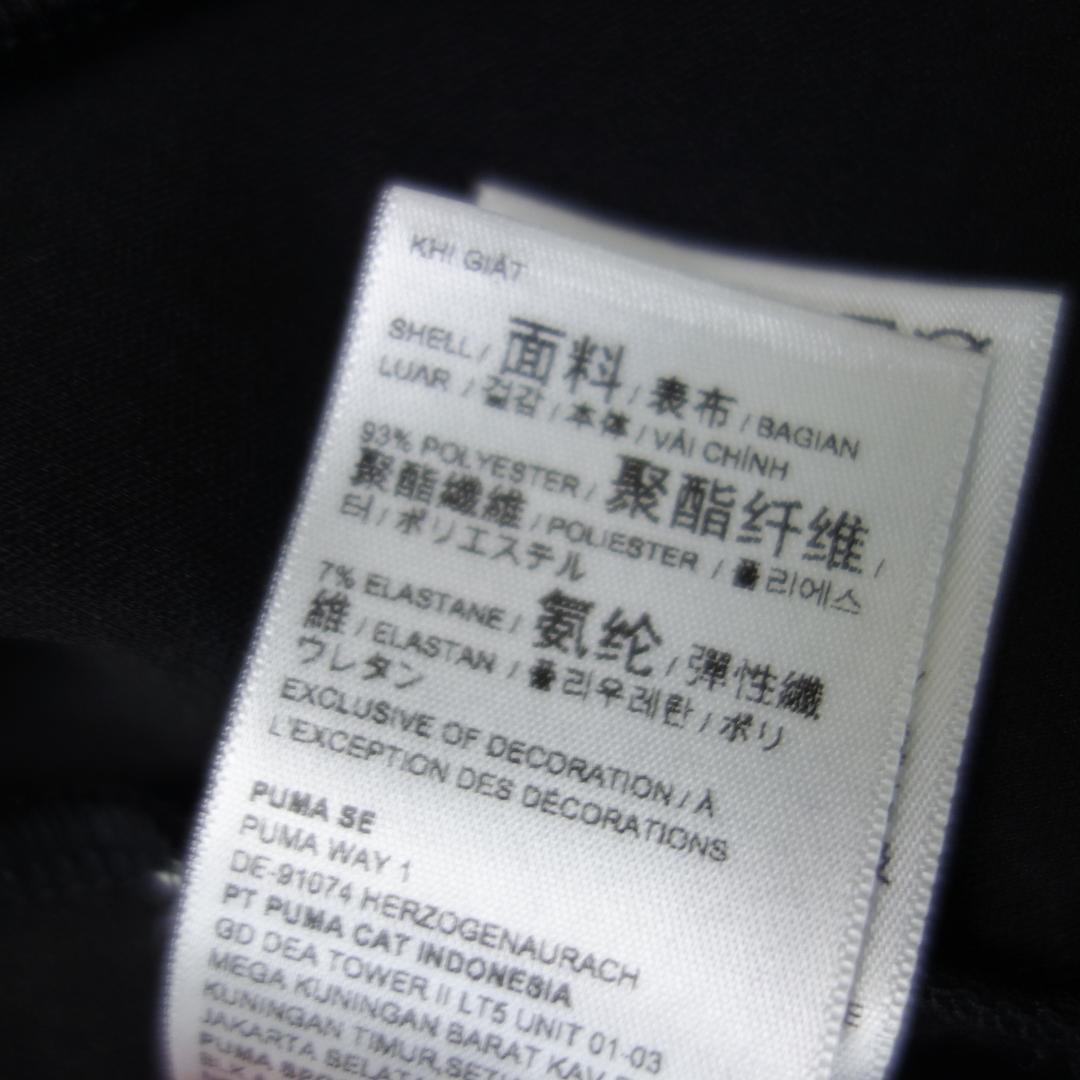 KHI GIẶT
SHELL / 面料 / 表布 / BAGIAN
LUAR / 겉감 / 本体 / VẢI CHÍNH
93% POLYESTER / 聚酯纤维 /
聚酯纖維 / POLIESTER / 폴리에스
터 / ポリエステル
7% ELASTANE / 氨纶 / 彈性纖
維 / ELASTAN / 폴리우레탄 / ポリ
ウレタン
EXCLUSIVE OF DECORATION / À
L'EXCEPTION DES DÉCORATIONS
PUMA SE
PUMA WAY 1
DE-91074 HERZOGENAURACH
PT PUMA CAT INDONESIA
GD DEA TOWER II LT5 UNIT 01-03
MEGA KUNINGAN BARAT KAV
KUNINGAN TIMUR,
JAKARTA
PUMA